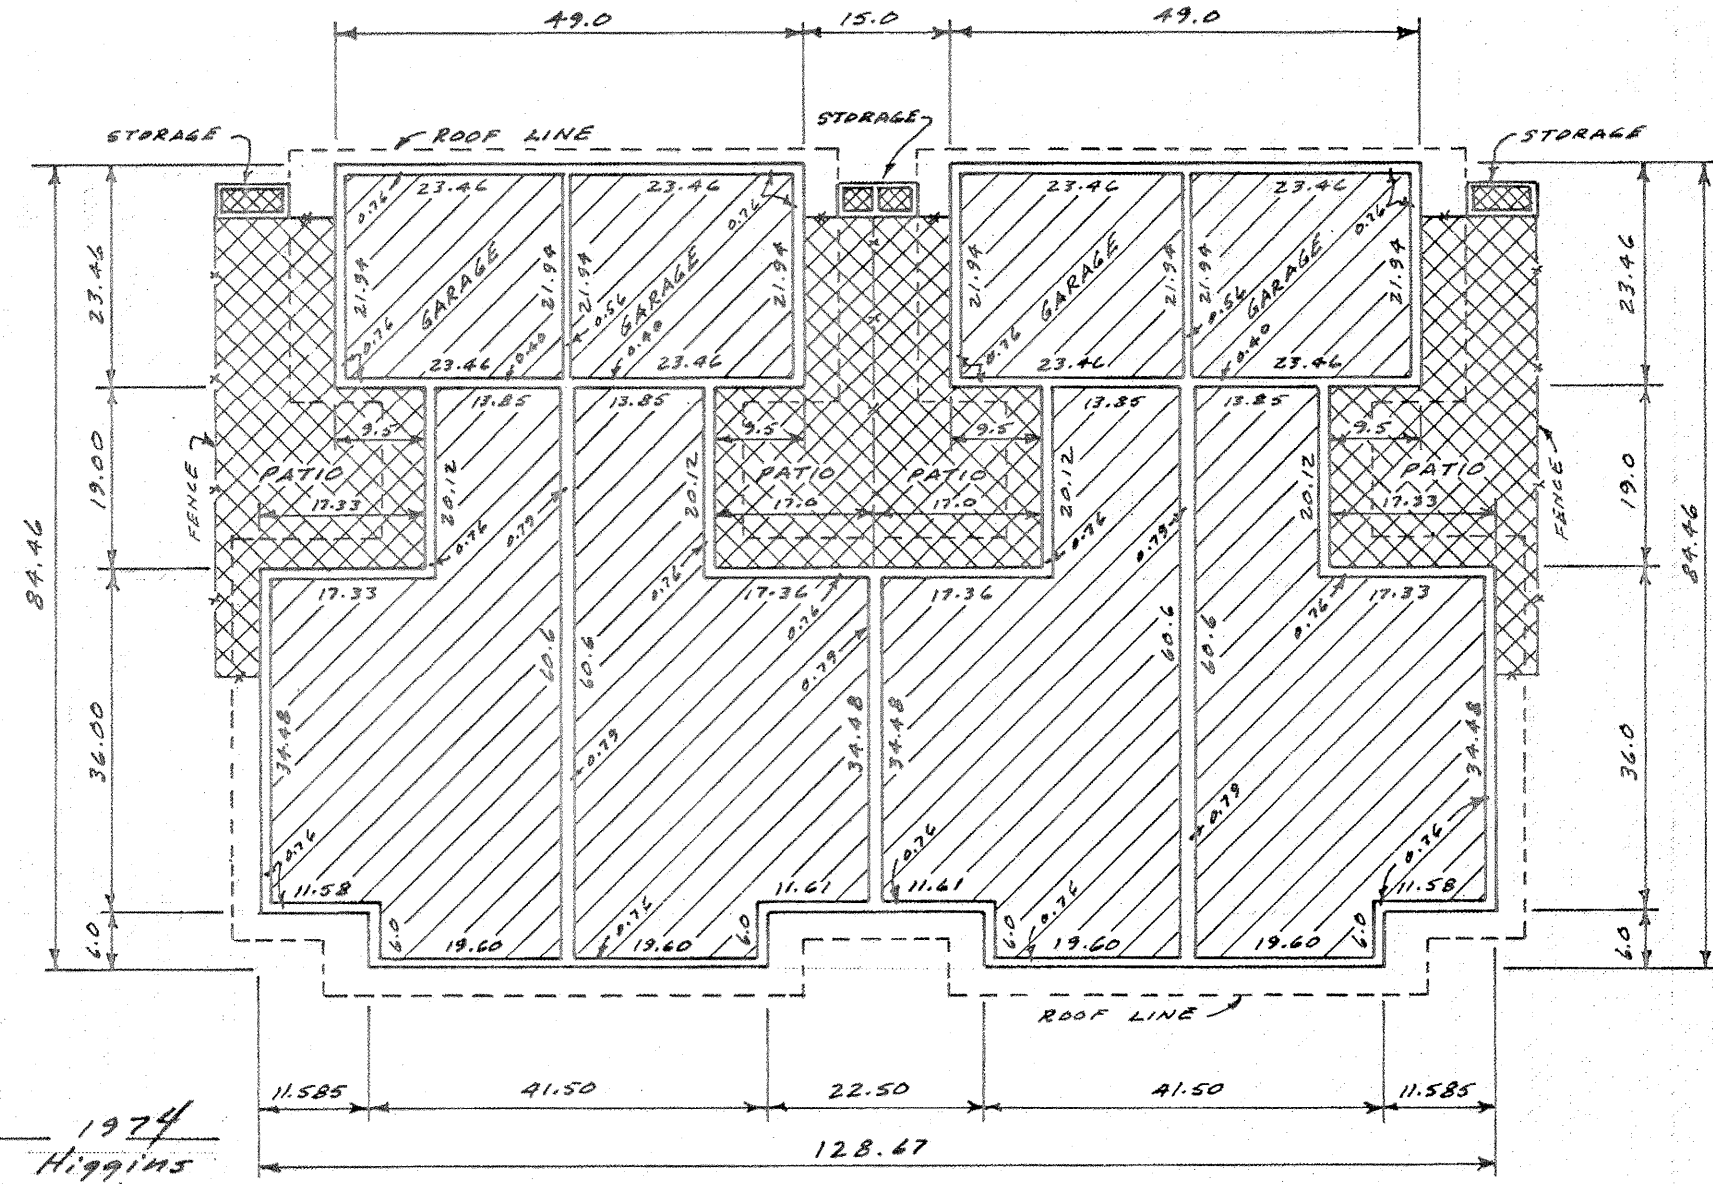 49.0 15.0 49.0
STORAGE ROOF LINE STORAGE STORAGE
23.46 23.46 23.46 23.46
0.76 0.76 0.76
23.46 21.94 GARAGE 21.94 21.94 GARAGE 21.94 21.94 GARAGE 21.94 21.94 GARAGE 21.94 23.46
0.76 0.56 0.76 0.56
0.40 0.40 0.40
23.46 23.46 23.46 23.46
13.85 13.85 13.85 13.85
9.5 9.5 9.5 9.5
19.00 FENCE PATIO 20.12 20.12 PATIO PATIO 20.12 20.12 PATIO FENCE 19.0
17.33 17.0 17.0 17.33
0.76 0.79 0.76 0.76 0.79
84.46 84.46
17.33 17.36 17.36 17.33
0.76 0.76
60.6 60.6 0.79 60.6 60.6
36.00 34.48 0.79 34.48 34.48 0.79 34.48 36.0
0.76 0.76 0.76
11.58 11.61 11.61 11.58
6.0 6.0 0.76 6.0 6.0 0.76 6.0 6.0
19.60 19.60 19.60 19.60
ROOF LINE
11.585 41.50 22.50 41.50 11.585
128.67
1974
Higgins